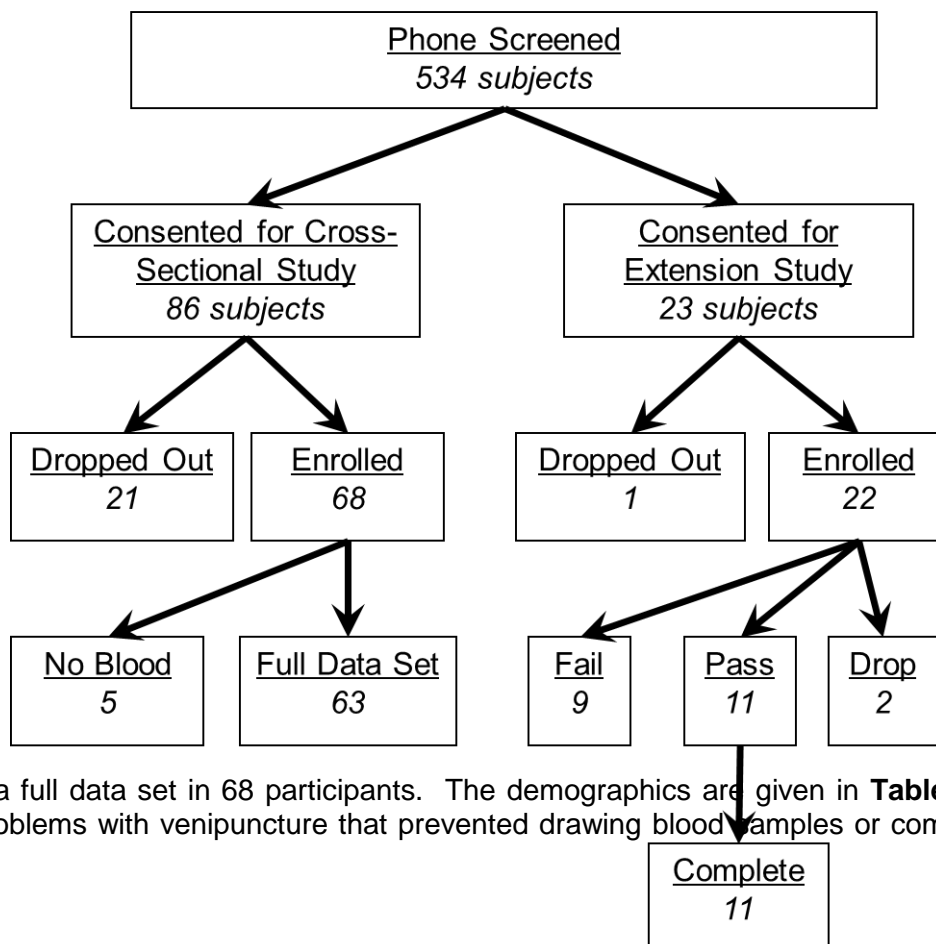 Phone Screened
534 subjects
Consented for Cross-
Sectional Study
86 subjects
Consented for
Extension Study
23 subjects
Dropped Out
21
Enrolled
68
Dropped Out
1
Enrolled
22
No Blood
5
Full Data Set
63
Fail
9
Pass
11
Drop
2
a full data set in 68 participants. The demographics are given in Table
oblems with venipuncture that prevented drawing blood samples or com
Complete
11